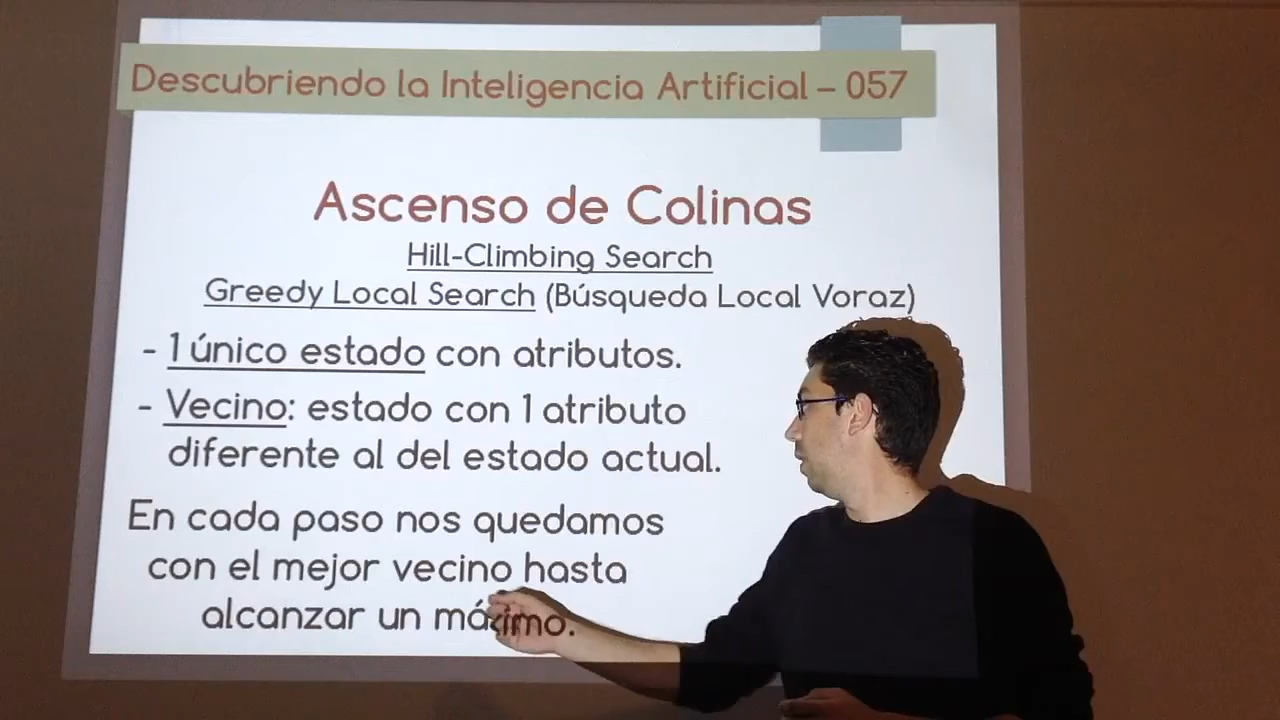 Descubriendo la Inteligencia Artificial – 057
Ascenso de Colinas
Hill-Climbing Search
Greedy Local Search (Búsqueda Local Voraz)
- 1 único estado con atributos.
- Vecino: estado con 1 atributo
diferente al del estado actual.
En cada paso nos quedamos
con el mejor vecino hasta
alcanzar un máximo.